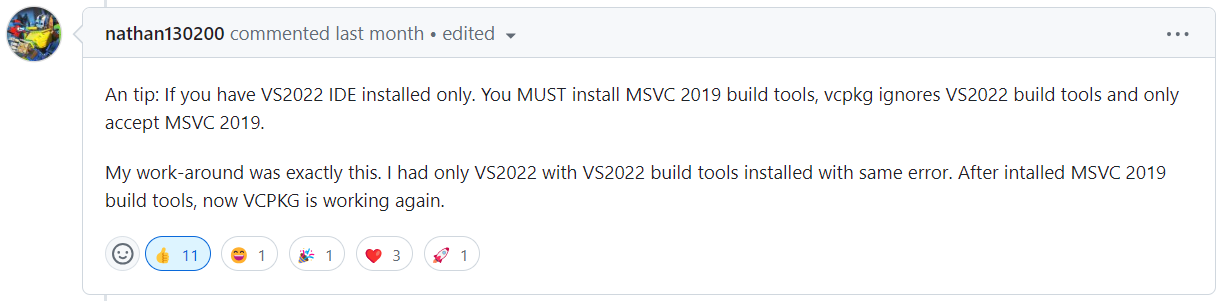 nathan130200 commented last month • edited
An tip: If you have VS2022 IDE installed only. You MUST install MSVC 2019 build tools, vcpkg ignores VS2022 build tools and only
accept MSVC 2019.
My work-around was exactly this. I had only VS2022 with VS2022 build tools installed with same error. After intalled MSVC 2019
build tools, now VCPKG is working again.
👍 11 😄 1 🎉 1 ❤️ 3 🚀 1